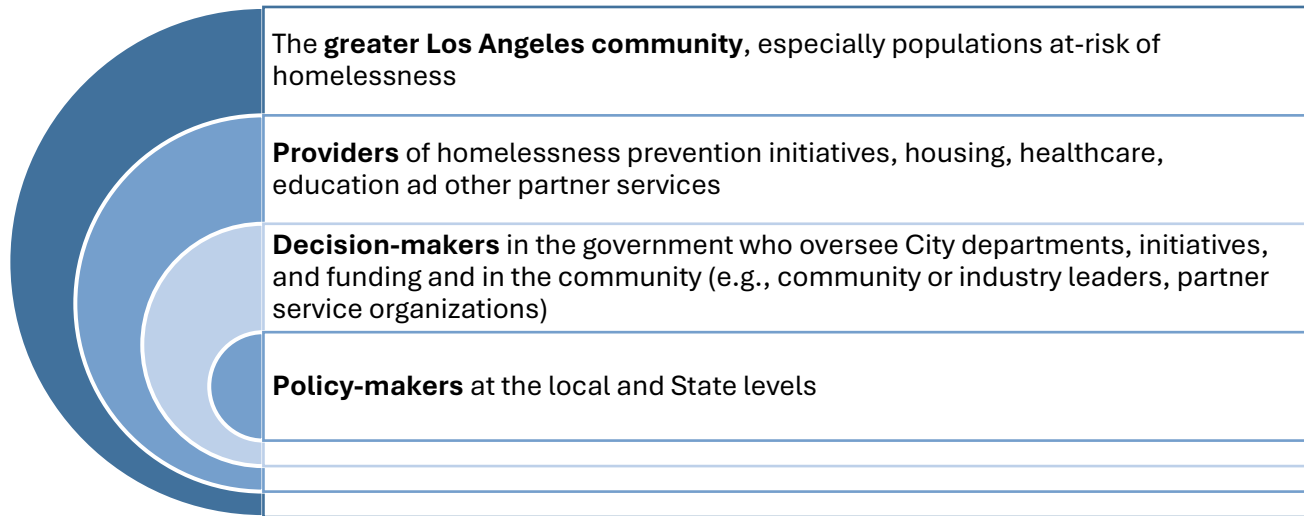 The greater Los Angeles community, especially populations at-risk of
homelessness
Providers of homelessness prevention initiatives, housing, healthcare,
education ad other partner services
Decision-makers in the government who oversee City departments, initiatives,
and funding and in the community (e.g., community or industry leaders, partner
service organizations)
Policy-makers at the local and State levels